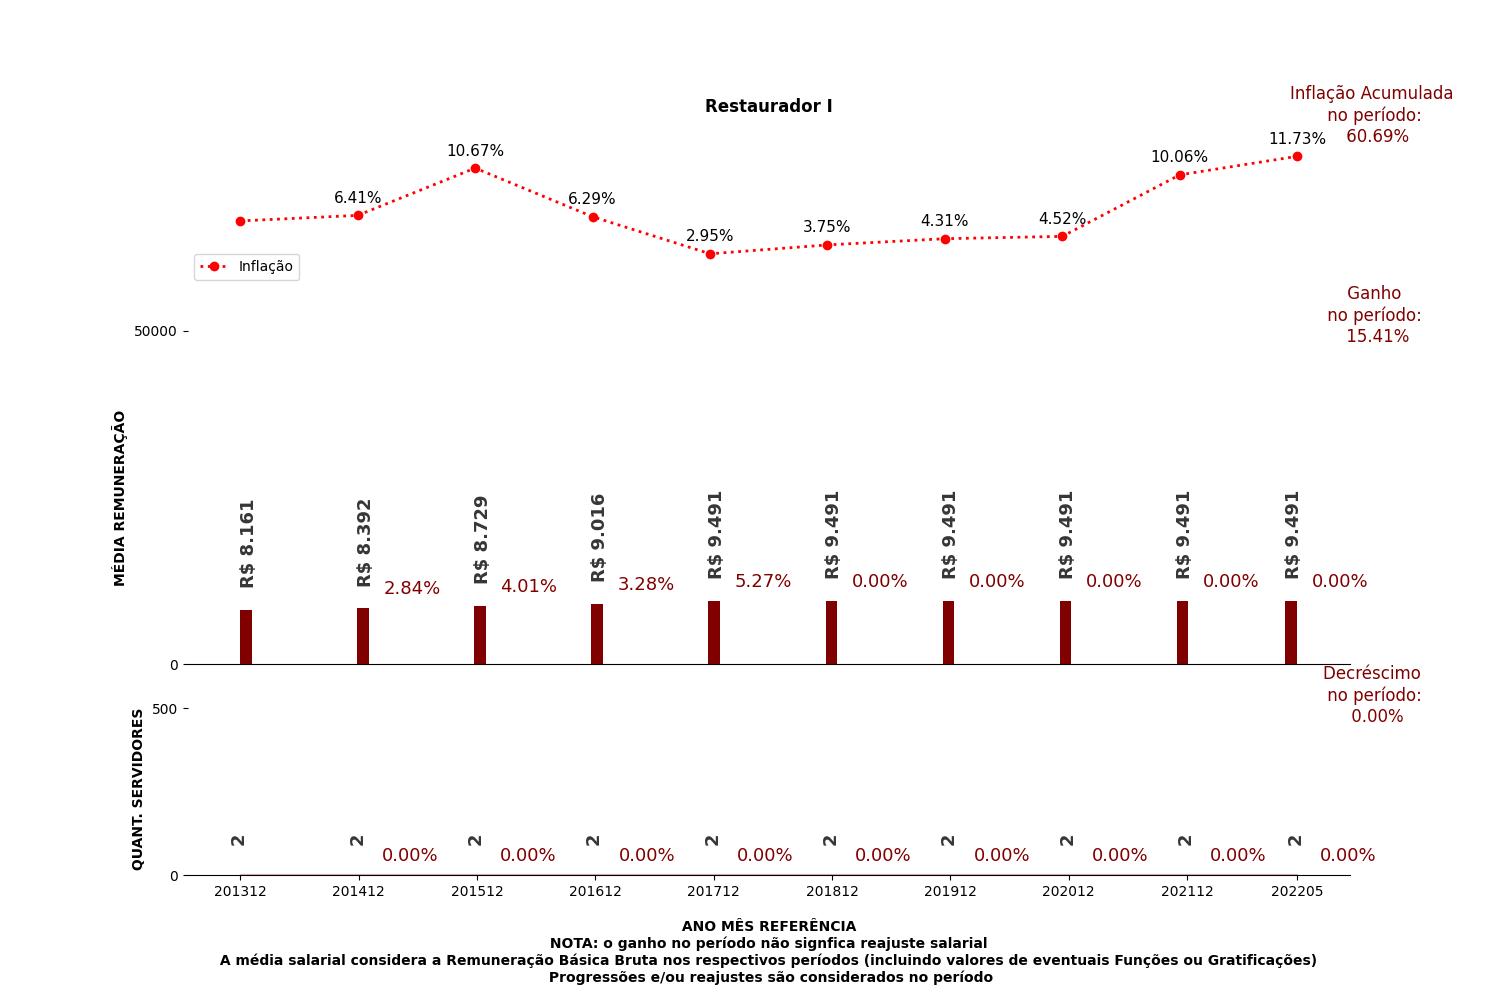 Restaurador I
Inflação Acumulada
no período:
60.69%
6.41%
10.67%
6.29%
2.95%
3.75%
4.31%
4.52%
10.06%
11.73%
Inflação
Ganho
no período:
15.41%
50000
0
MÉDIA REMUNERAÇÃO
R$ 8.161
R$ 8.392
R$ 8.729
R$ 9.016
R$ 9.491
R$ 9.491
R$ 9.491
R$ 9.491
R$ 9.491
R$ 9.491
2.84%
4.01%
3.28%
5.27%
0.00%
0.00%
0.00%
0.00%
0.00%
Decréscimo
no período:
0.00%
500
0
QUANT. SERVIDORES
2
2
2
2
2
2
2
2
2
2
0.00%
0.00%
0.00%
0.00%
0.00%
0.00%
0.00%
0.00%
0.00%
201312
201412
201512
201612
201712
201812
201912
202012
202112
202205
ANO MÊS REFERÊNCIA
NOTA: o ganho no período não signfica reajuste salarial
A média salarial considera a Remuneração Básica Bruta nos respectivos períodos (incluindo valores de eventuais Funções ou Gratificações)
Progressões e/ou reajustes são considerados no período